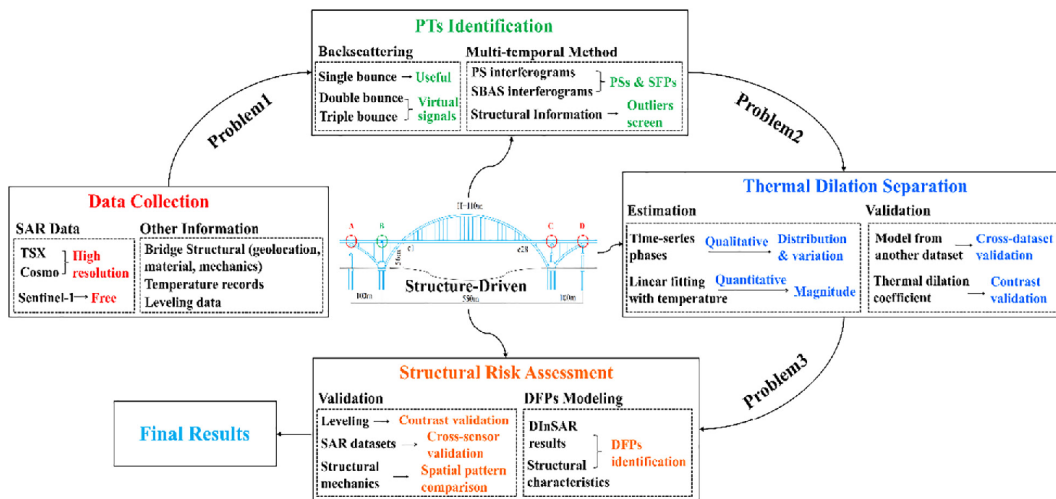 PTs Identification
Backscattering
Single bounce → Useful
Double bounce
Triple bounce
Virtual
signals
Multi-temporal Method
PS interferograms
SBAS interferograms
PSs & SFPs
Structural Information → Outliers
screen
Problem1
Problem2
Data Collection
SAR Data
TSX
Cosmo
High
resolution
Sentinel-1 → Free
Other Information
Bridge Structural (geolocation,
material, mechanics)
Temperature records
Leveling data
A
B
C
D
Structure-Driven
100m
550m
100m
Thermal Dilation Separation
Estimation
Time-series
phases
Qualitative
Distribution
& variation
Linear fitting
with temperature
Quantitative
Magnitude
Validation
Model from
another dataset
Cross-dataset
validation
Thermal dilation
coefficient
Contrast
validation
Problem3
Structural Risk Assessment
Validation
Leveling → Contrast validation
SAR datasets → Cross-sensor
validation
Structural
mechanics
Spatial pattern
comparison
DFPs Modeling
DInSAR
results
Structural
characteristics
DFPs
identification
Final Results